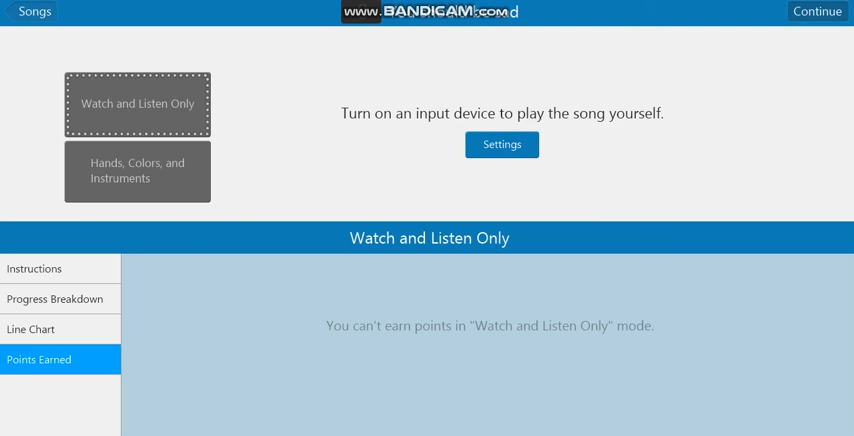 Songs
www.BANDICAM.com
Continue
Watch and Listen Only
Turn on an input device to play the song yourself.
Settings
Hands, Colors, and
Instruments
Watch and Listen Only
Instructions
Progress Breakdown
Line Chart
Points Earned
You can't earn points in "Watch and Listen Only" mode.